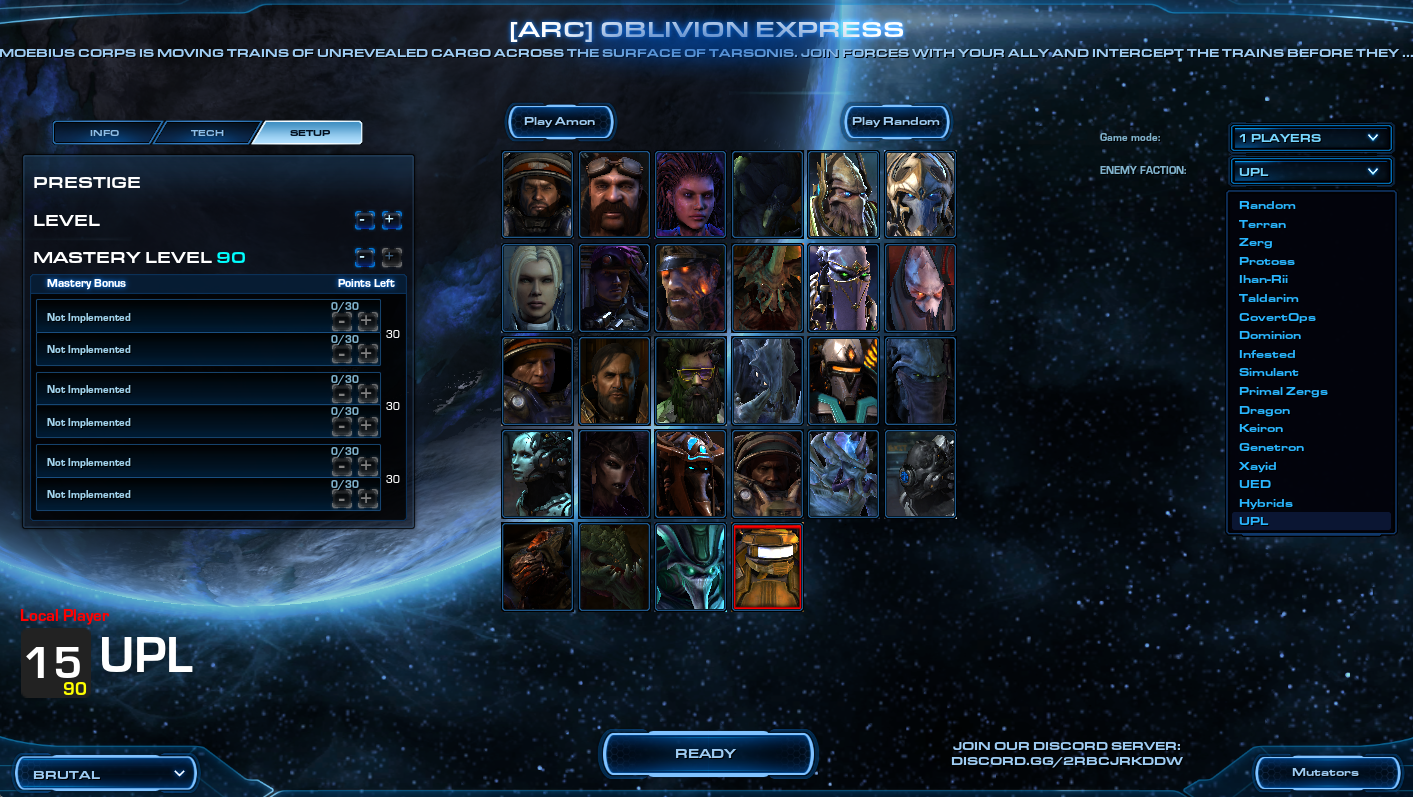 [ARC] OBLIVION EXPRESS
MOEBIUS CORPS IS MOVING TRAINS OF UNREVEALED CARGO ACROSS THE SURFACE OF TARSONIS. JOIN FORCES WITH YOUR ALLY AND INTERCEPT THE TRAINS BEFORE THEY ...
INFO
TECH
SETUP
PRESTIGE
LEVEL
- +
MASTERY LEVEL 90
- +
Mastery Bonus
Points Left
Not Implemented
0/30
- +
Not Implemented
0/30
- +
30
Not Implemented
0/30
- +
Not Implemented
0/30
- +
30
Not Implemented
0/30
- +
Not Implemented
0/30
- +
30
Play Amon
Play Random
Game mode:
1 PLAYERS
ENEMY FACTION:
UPL
Random
Terran
Zerg
Protoss
Ihan-Rii
Taldarim
CovertOps
Dominion
Infested
Simulant
Primal Zergs
Dragon
Keiron
Genetron
Xayid
UED
Hybrids
UPL
Local Player
15
90
UPL
BRUTAL
READY
JOIN OUR DISCORD SERVER:
DISCORD.GG/2RBCJRKDDW
Mutators